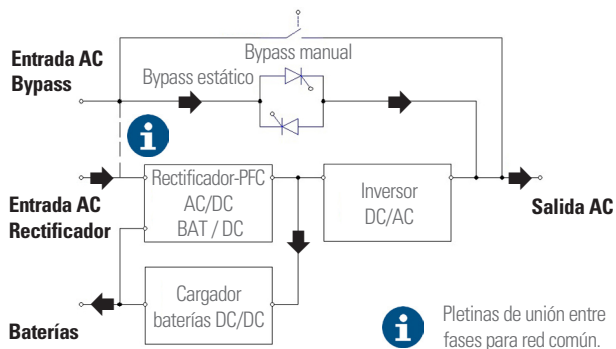 Entrada AC
Bypass
Bypass manual
Bypass estático
i
Rectificador-PFC
AC/DC
BAT / DC
Inversor
DC/AC
Entrada AC
Rectificador
Salida AC
Cargador
baterías DC/DC
Baterías
i
Pletinas de unión entre
fases para red común.